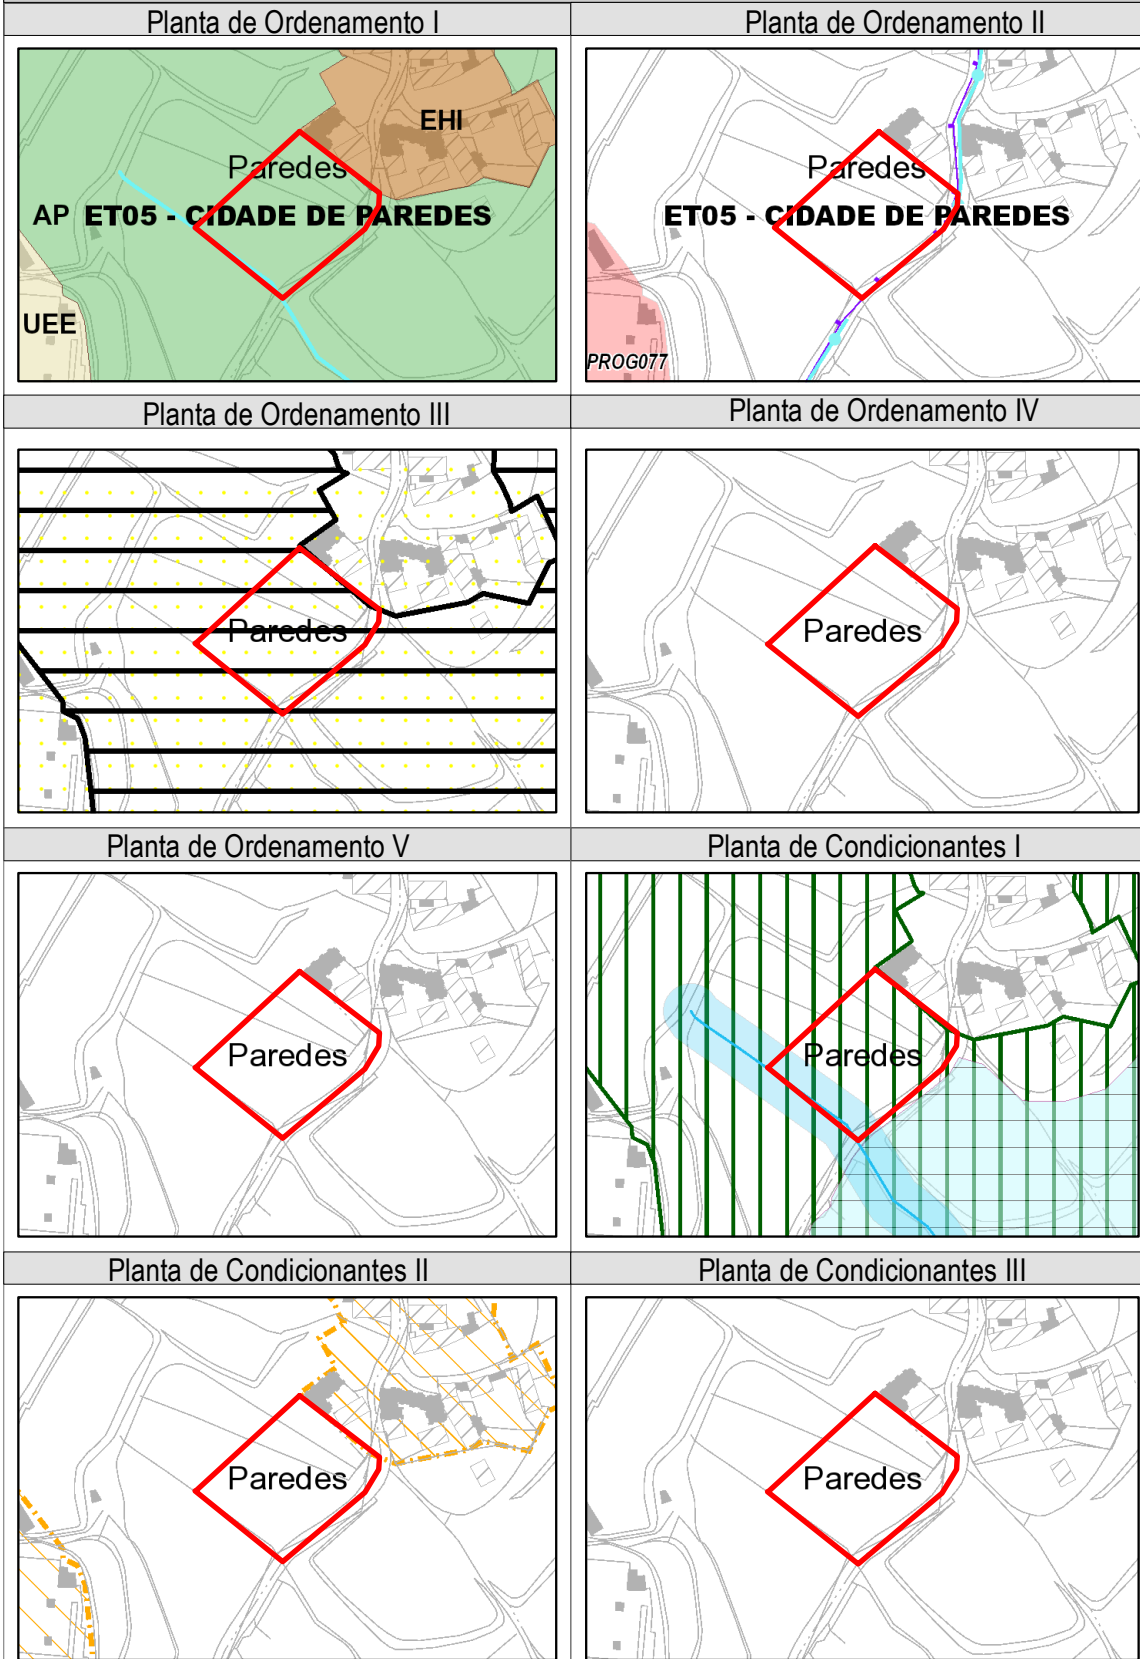 Planta de Ordenamento I
Planta de Ordenamento II
EHI
Paredes
AP ET05 - CIDADE DE PAREDES
UEE
Paredes
ET05 - CIDADE DE PAREDES
PROG077
Planta de Ordenamento III
Planta de Ordenamento IV
Paredes
Paredes
Planta de Ordenamento V
Planta de Condicionantes I
Paredes
Paredes
Planta de Condicionantes II
Planta de Condicionantes III
Paredes
Paredes